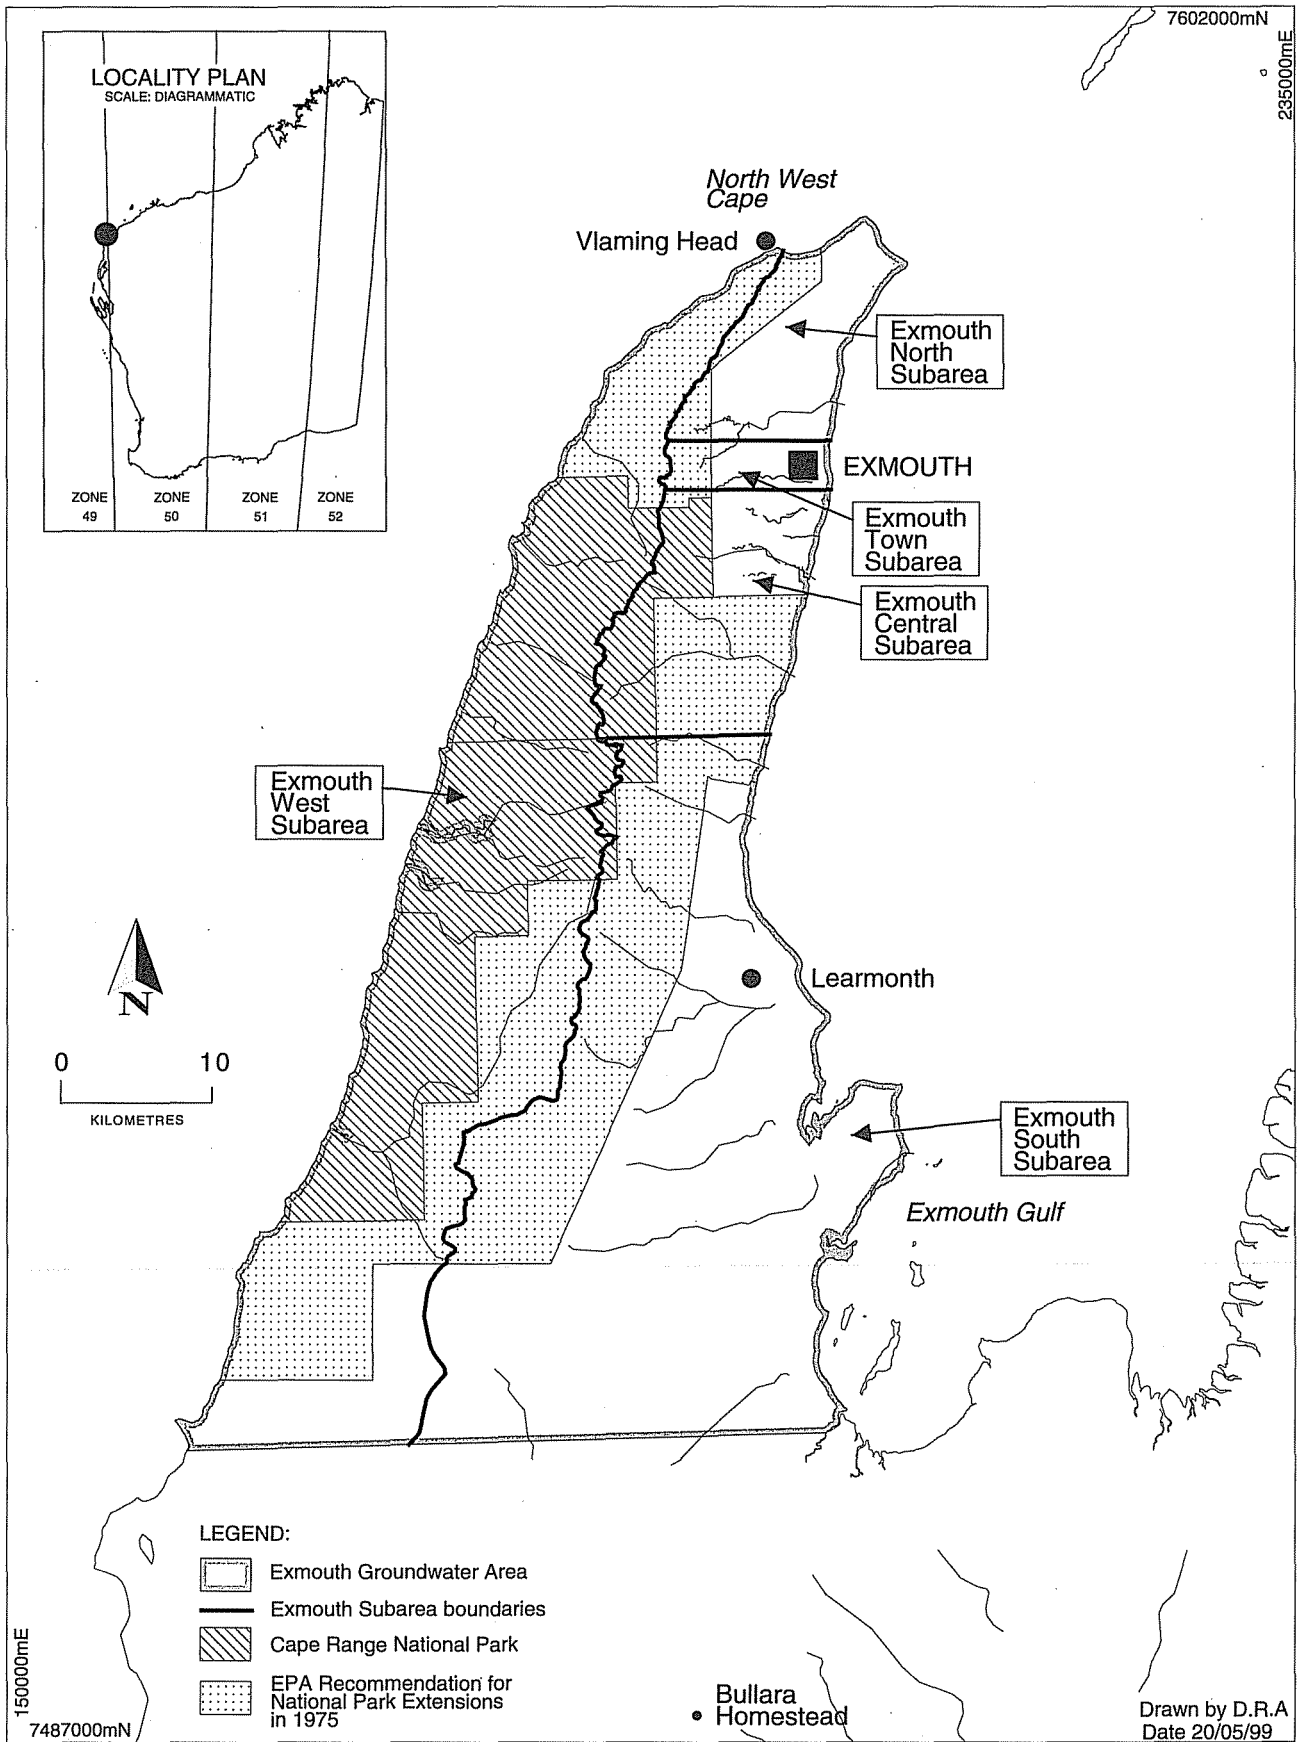 7602000mN
235000mE
LOCALITY PLAN
SCALE: DIAGRAMMATIC
ZONE
49
ZONE
50
ZONE
51
ZONE
52
North West
Cape
Vlaming Head
Exmouth
North
Subarea
EXMOUTH
Exmouth
Town
Subarea
Exmouth
Central
Subarea
Exmouth
West
Subarea
N
Learmonth
0 10
KILOMETRES
Exmouth
South
Subarea
Exmouth Gulf
LEGEND:
Exmouth Groundwater Area
Exmouth Subarea boundaries
Cape Range National Park
EPA Recommendation for
National Park Extensions
in 1975
150000mE
7487000mN
Bullara
Homestead
Drawn by D.R.A
Date 20/05/99